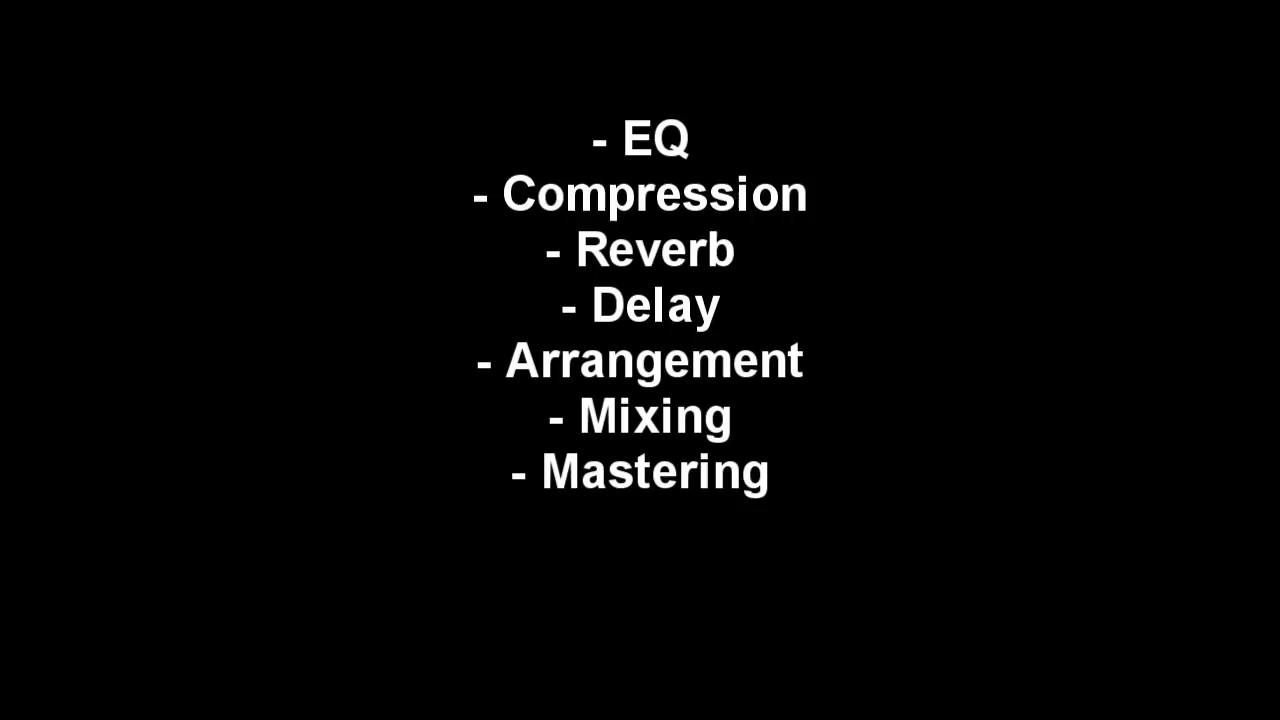 - EQ
- Compression
- Reverb
- Delay
- Arrangement
- Mixing
- Mastering